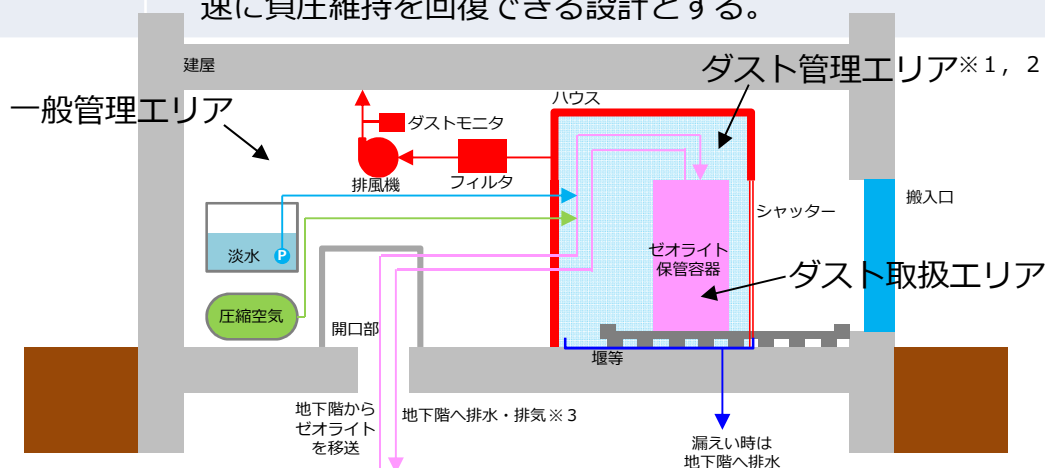 速に負圧維持を回復できる設計とする。
建屋
ダスト管理エリア※1，2
一般管理エリア
ハウス
ダストモニタ
排風機
フィルタ
搬入口
シャッター
淡水
P
ゼオライト
保管容器
ダスト取扱エリア
圧縮空気
開口部
堰等
地下階から
ゼオライト
を移送
地下階へ排水・排気※3
漏えい時は
地下階へ排水